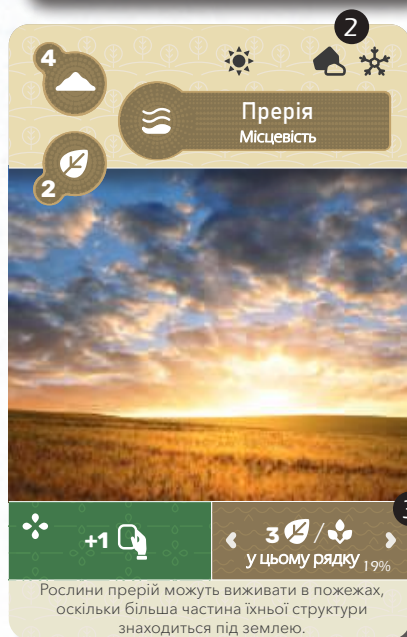 2
4
Прерія
Місцевість
2
+1
3 /
у цьому рядку 19%
Рослини прерій можуть виживати в пожежах,
оскільки більша частина їхньої структури
знаходиться під землею.